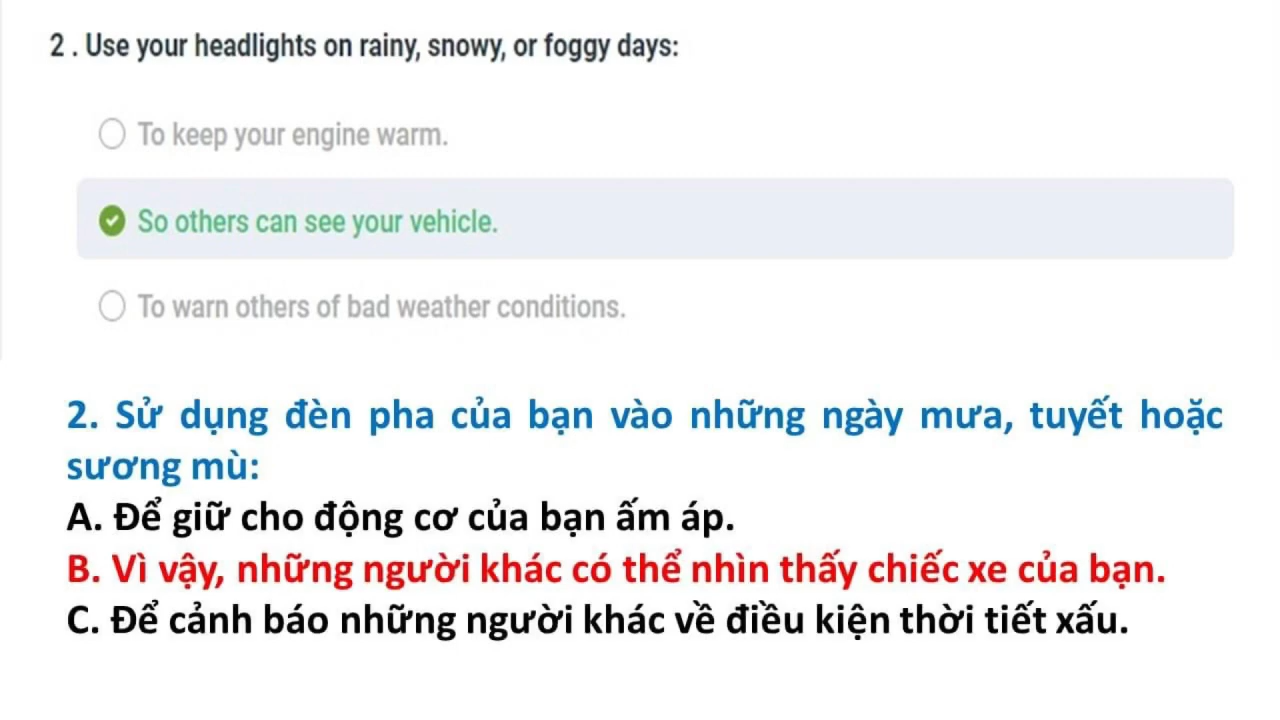 2 . Use your headlights on rainy, snowy, or foggy days:
To keep your engine warm.
So others can see your vehicle.
To warn others of bad weather conditions.
2. Sử dụng đèn pha của bạn vào những ngày mưa, tuyết hoặc
sương mù:
A. Để giữ cho động cơ của bạn ấm áp.
B. Vì vậy, những người khác có thể nhìn thấy chiếc xe của bạn.
C. Để cảnh báo những người khác về điều kiện thời tiết xấu.